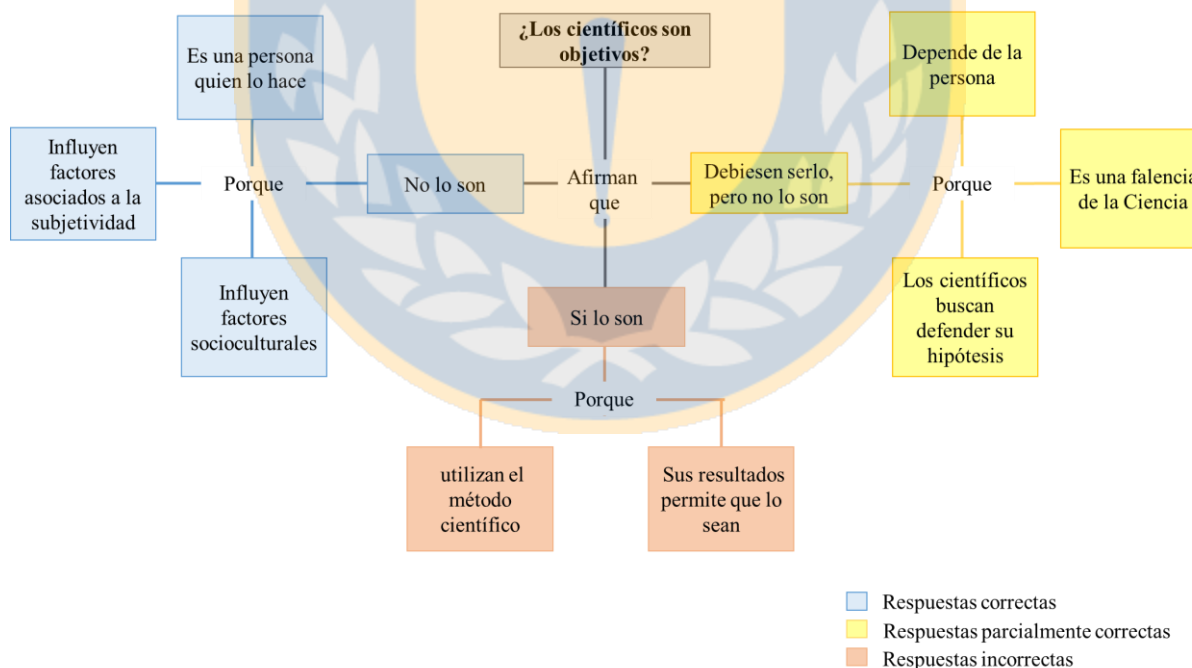 ¿Los científicos son
objetivos?
Es una persona
quien lo hace
Depende de la
persona
Influyen
factores
asociados a la
subjetividad
Porque
No lo son
Afirman
que
Debiesen serlo,
pero no lo son
Porque
Es una falencia
de la Ciencia
Influyen
factores
socioculturales
Si lo son
Los científicos
buscan
defender su
hipótesis
Porque
utilizan el
método
científico
Sus resultados
permite que lo
sean
Respuestas correctas
Respuestas parcialmente correctas
Respuestas incorrectas